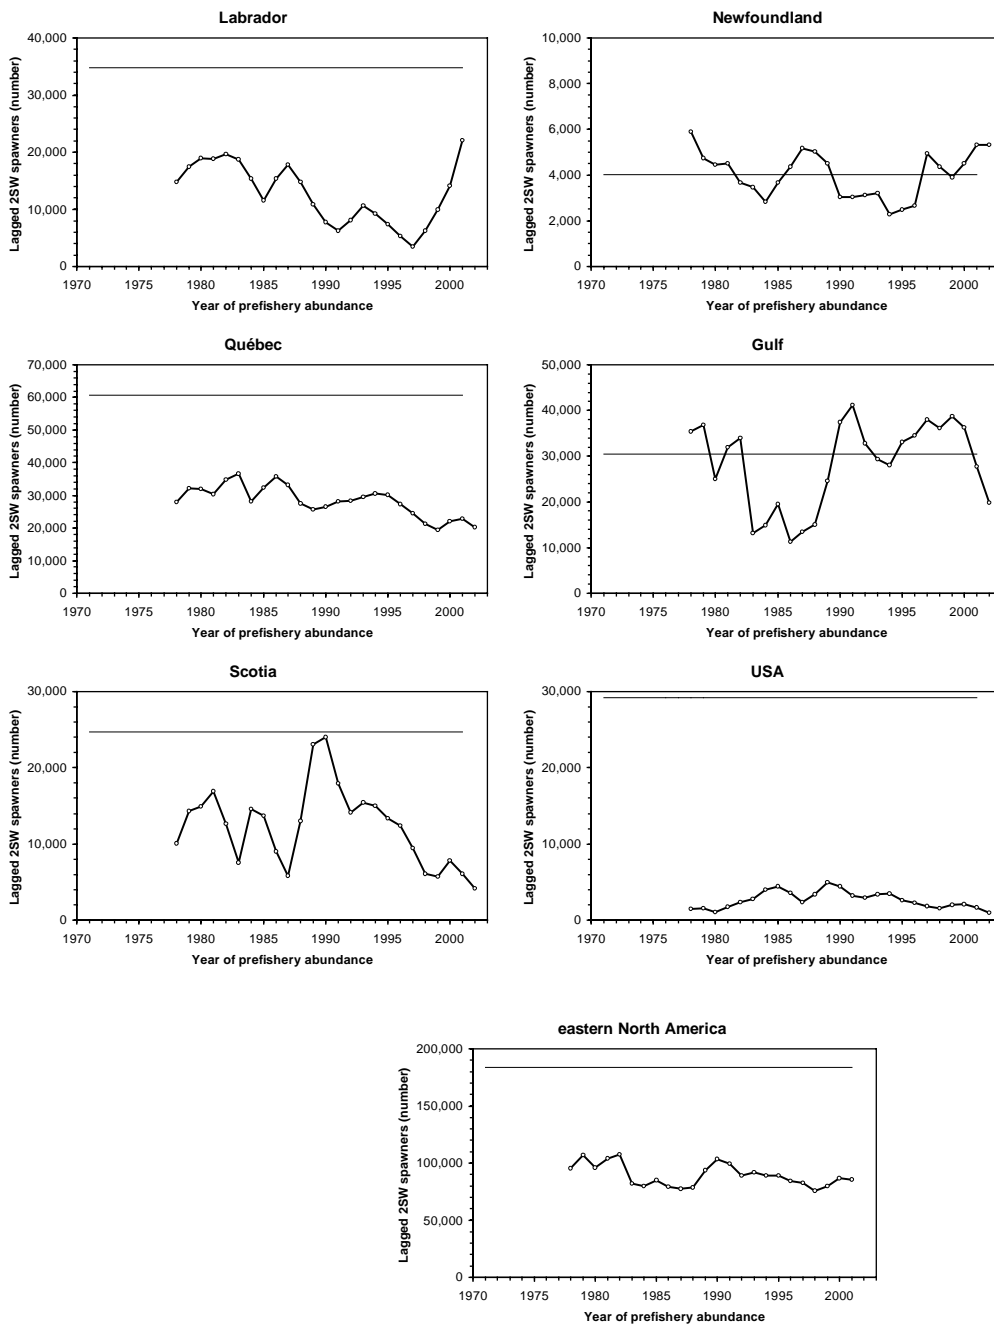 Labrador
Lagged 2SW spawners (number)
40,000
30,000
20,000
10,000
0
1970 1975 1980 1985 1990 1995 2000
Year of prefishery abundance
Newfoundland
Lagged 2SW spawners (number)
10,000
8,000
6,000
4,000
2,000
0
1970 1975 1980 1985 1990 1995 2000
Year of prefishery abundance
Québec
Lagged 2SW spawners (number)
70,000
60,000
50,000
40,000
30,000
20,000
10,000
0
1970 1975 1980 1985 1990 1995 2000
Year of prefishery abundance
Gulf
Lagged 2SW spawners (number)
50,000
40,000
30,000
20,000
10,000
0
1970 1975 1980 1985 1990 1995 2000
Year of prefishery abundance
Scotia
Lagged 2SW spawners (number)
30,000
20,000
10,000
0
1970 1975 1980 1985 1990 1995 2000
Year of prefishery abundance
USA
Lagged 2SW spawners (number)
30,000
20,000
10,000
0
1970 1975 1980 1985 1990 1995 2000
Year of prefishery abundance
eastern North America
Lagged 2SW spawners (number)
200,000
150,000
100,000
50,000
0
1970 1975 1980 1985 1990 1995 2000
Year of prefishery abundance